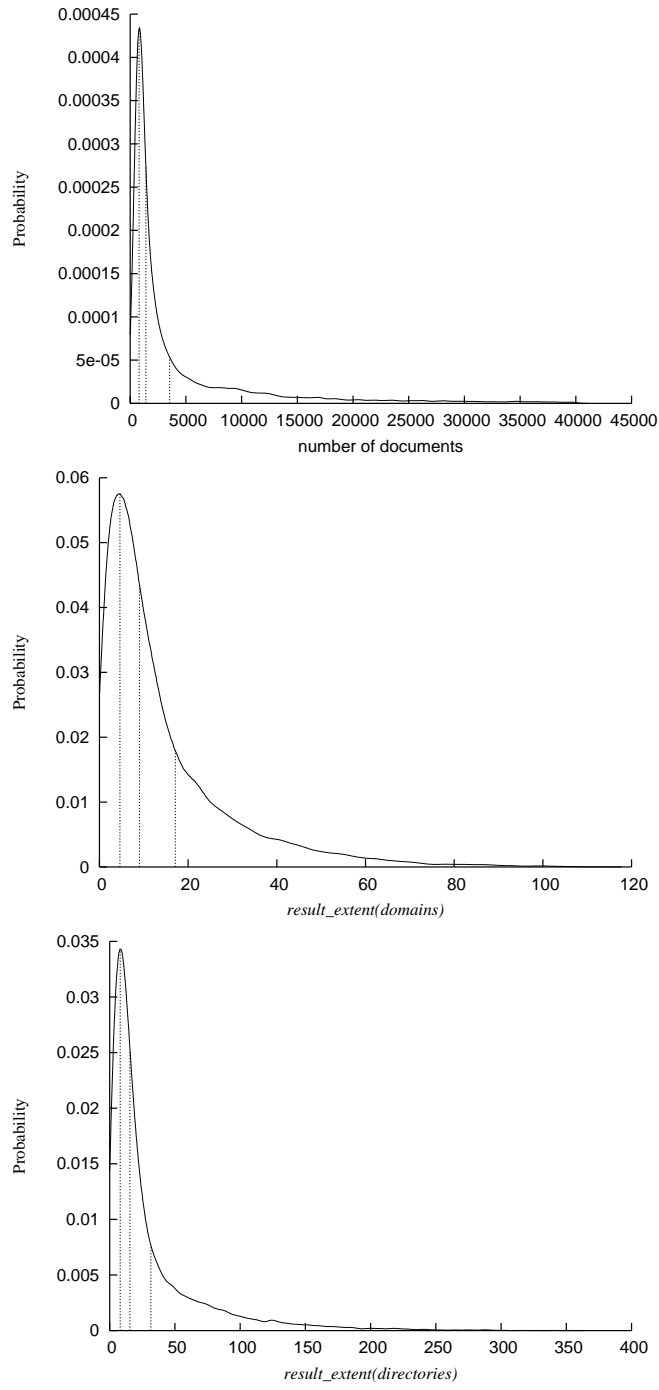 0.00045
0.0004
0.00035
0.0003
0.00025
0.0002
0.00015
0.0001
5e-05
0
Probability
0 5000 10000 15000 20000 25000 30000 35000 40000 45000
number of documents
0.06
0.05
0.04
0.03
0.02
0.01
0
Probability
0 20 40 60 80 100 120
result_extent(domains)
0.035
0.03
0.025
0.02
0.015
0.01
0.005
0
Probability
0 50 100 150 200 250 300 350 400
result_extent(directories)